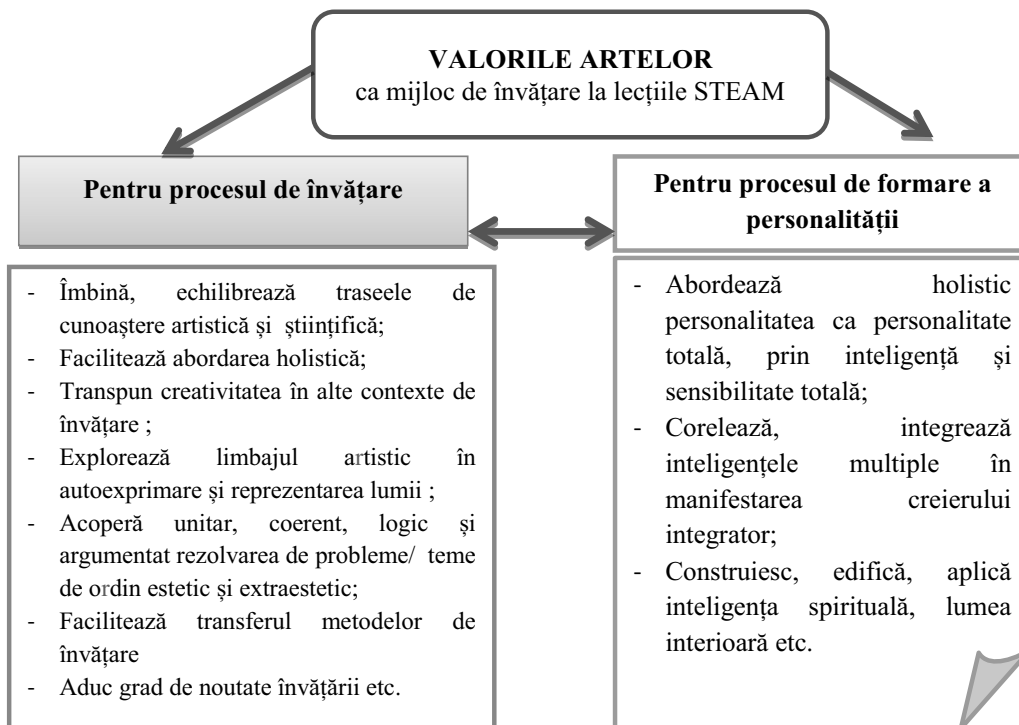 VALORILE ARTELOR
ca mijloc de învățare la lecțiile STEAM
Pentru procesul de învățare
- Îmbină, echilibrează traseele de
cunoaștere artistică și științifică;
- Facilitează abordarea holistică;
- Transpun creativitatea în alte contexte de
învățare ;
- Explorează limbajul artistic în
autoexprimare și reprezentarea lumii ;
- Acoperă unitar, coerent, logic și
argumentat rezolvarea de probleme/ teme
de ordin estetic și extraestetic;
- Facilitează transferul metodelor de
învățare
- Aduc grad de noutate învățării etc.
Pentru procesul de formare a
personalității
- Abordează holistic
personalitatea ca personalitate
totală, prin inteligență și
sensibilitate totală;
- Corelează, integrează
inteligențele multiple în
manifestarea creierului
integrator;
- Construiesc, edifică, aplică
inteligența spirituală, lumea
interioară etc.